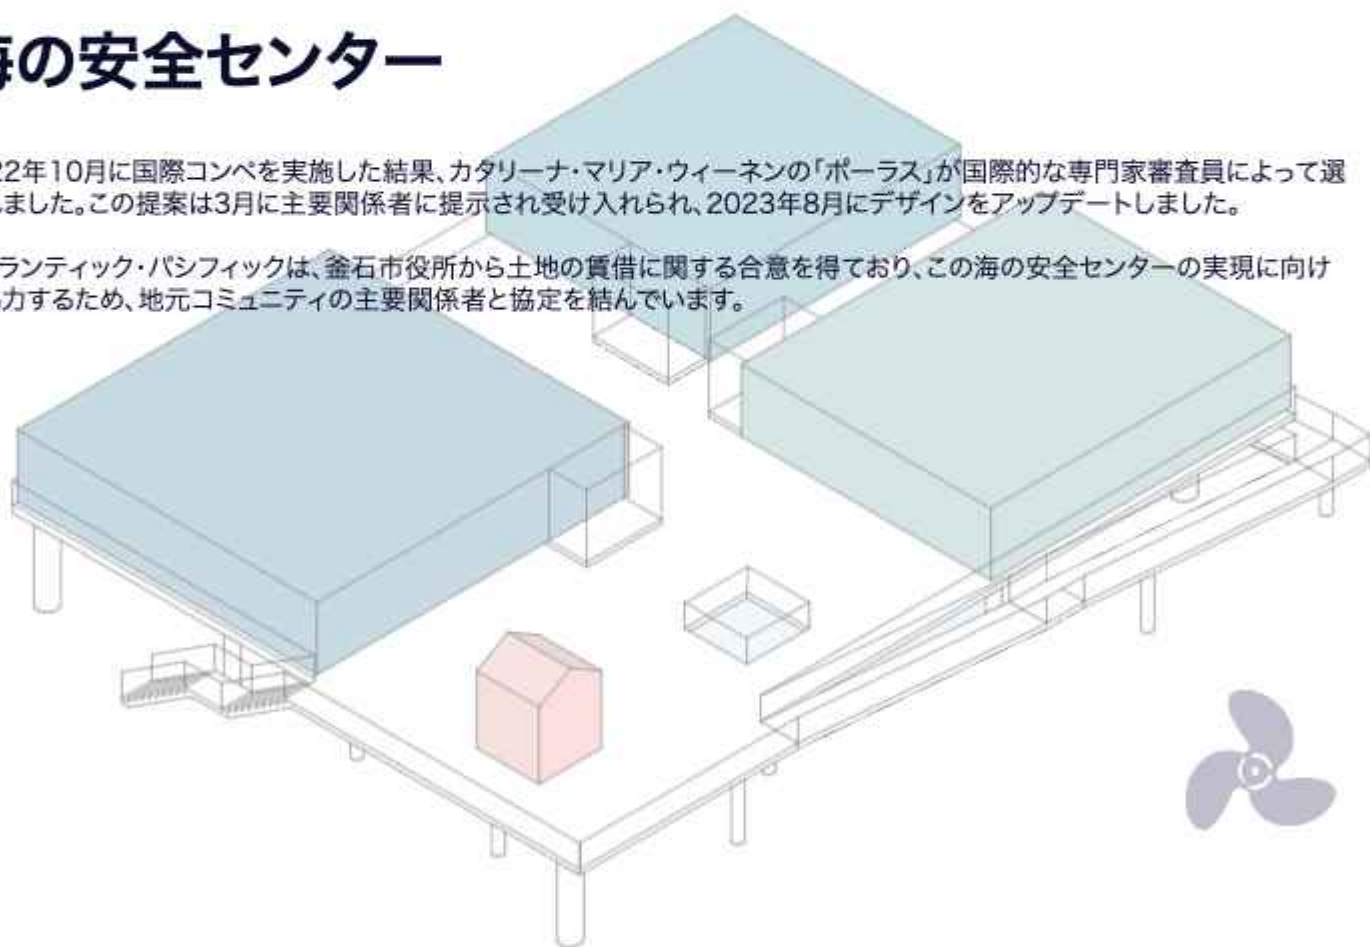 海の安全センター
22年10月に国際コンペを実施した結果、カタリーナ・マリア・ウィーネンの「ポーラス」が国際的な専門家審査員によって選
ました。この提案は3月に主要関係者に提示され受け入れられ、2023年8月にデザインをアップデートしました。
ランティック・パシフィックは、釜石市役所から土地の賃借に関する合意を得ており、この海の安全センターの実現に向け
力するため、地元コミュニティの主要関係者と協定を結んでいます。